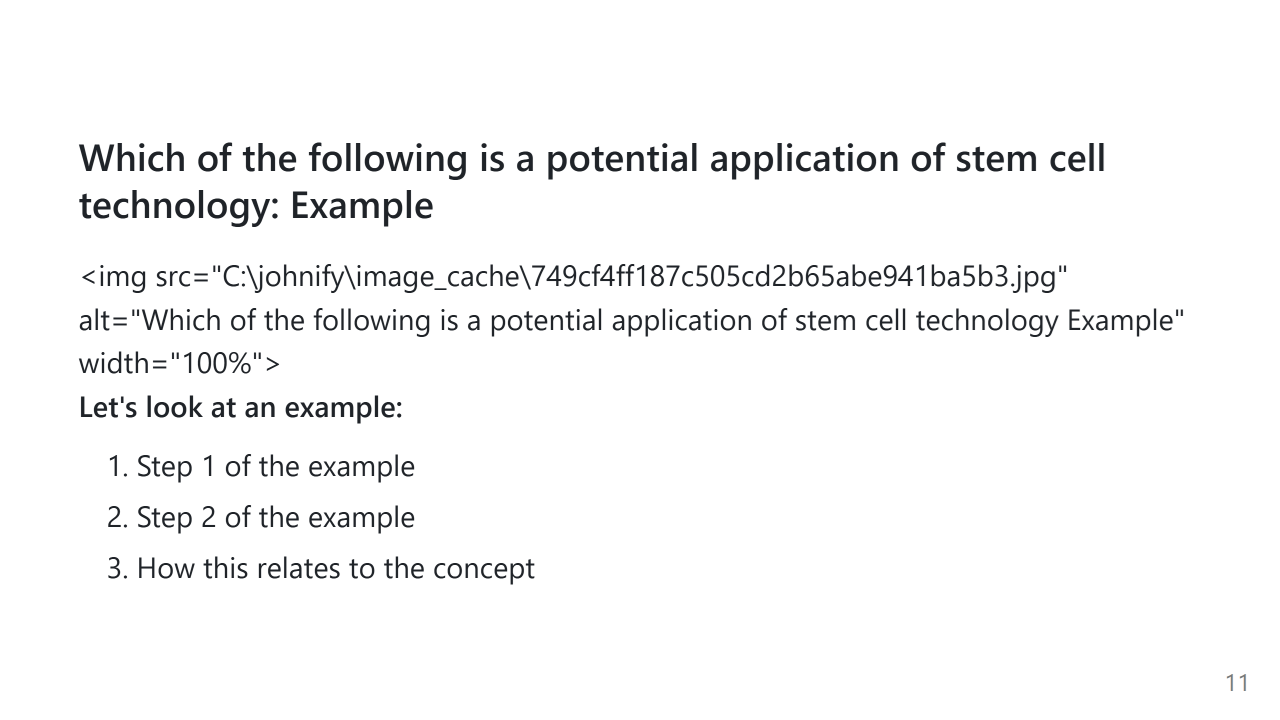 Which of the following is a potential application of stem cell
technology: Example
<img src="C:\johnify\image_cache\749cf4ff187c505cd2b65abe941ba5b3.jpg"
alt="Which of the following is a potential application of stem cell technology Example"
width="100%">
Let's look at an example:
1. Step 1 of the example
2. Step 2 of the example
3. How this relates to the concept
11